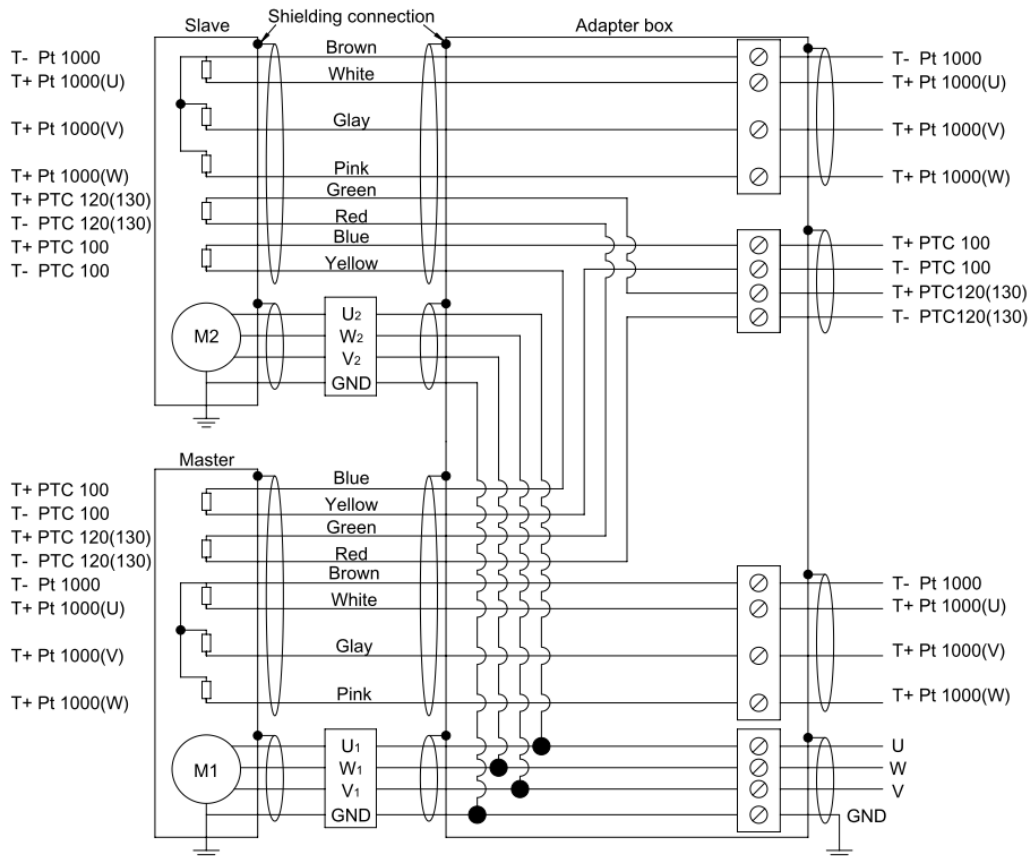 Slave
Shielding connection
Adapter box
T- Pt 1000
Brown
T- Pt 1000
T+ Pt 1000(U)
White
T+ Pt 1000(U)
T+ Pt 1000(V)
Glay
T+ Pt 1000(V)
T+ Pt 1000(W)
Pink
T+ Pt 1000(W)
T+ PTC 120(130)
Green
T- PTC 120(130)
Red
T+ PTC 100
Blue
T+ PTC 100
T- PTC 100
Yellow
T- PTC 100
T+ PTC120(130)
T- PTC120(130)
M2
U2
W2
V2
GND
Master
T+ PTC 100
Blue
T- PTC 100
Yellow
T+ PTC 120(130)
Green
T- PTC 120(130)
Red
T- Pt 1000
Brown
T- Pt 1000
T+ Pt 1000(U)
White
T+ Pt 1000(U)
T+ Pt 1000(V)
Glay
T+ Pt 1000(V)
T+ Pt 1000(W)
Pink
T+ Pt 1000(W)
M1
U1
U
W1
W
V1
V
GND
GND